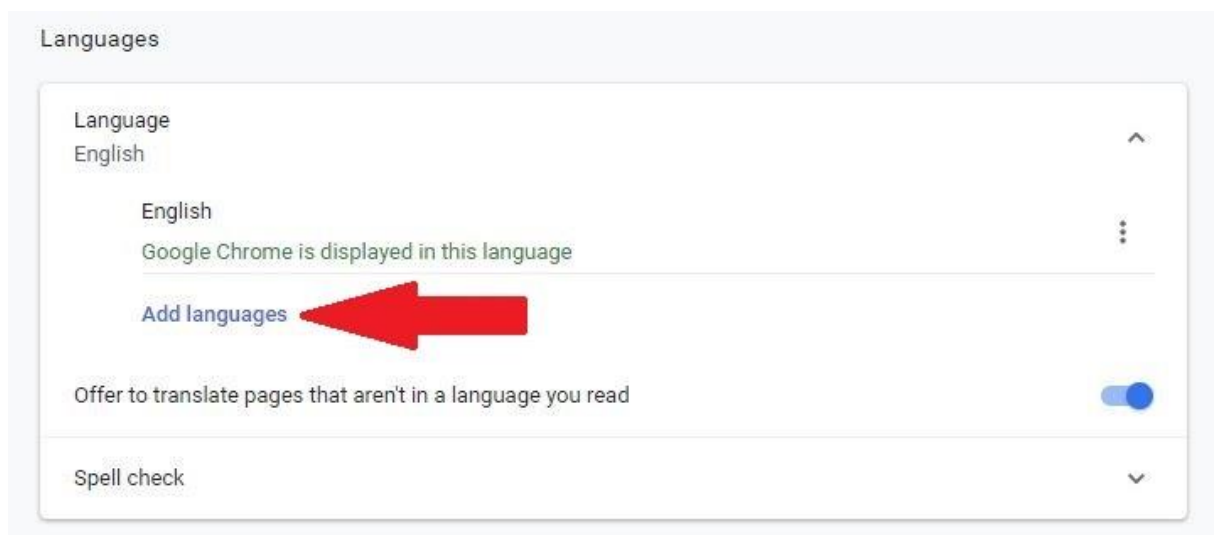 Languages
Language
English
English
Google Chrome is displayed in this language
Add languages
Offer to translate pages that aren't in a language you read
Spell check